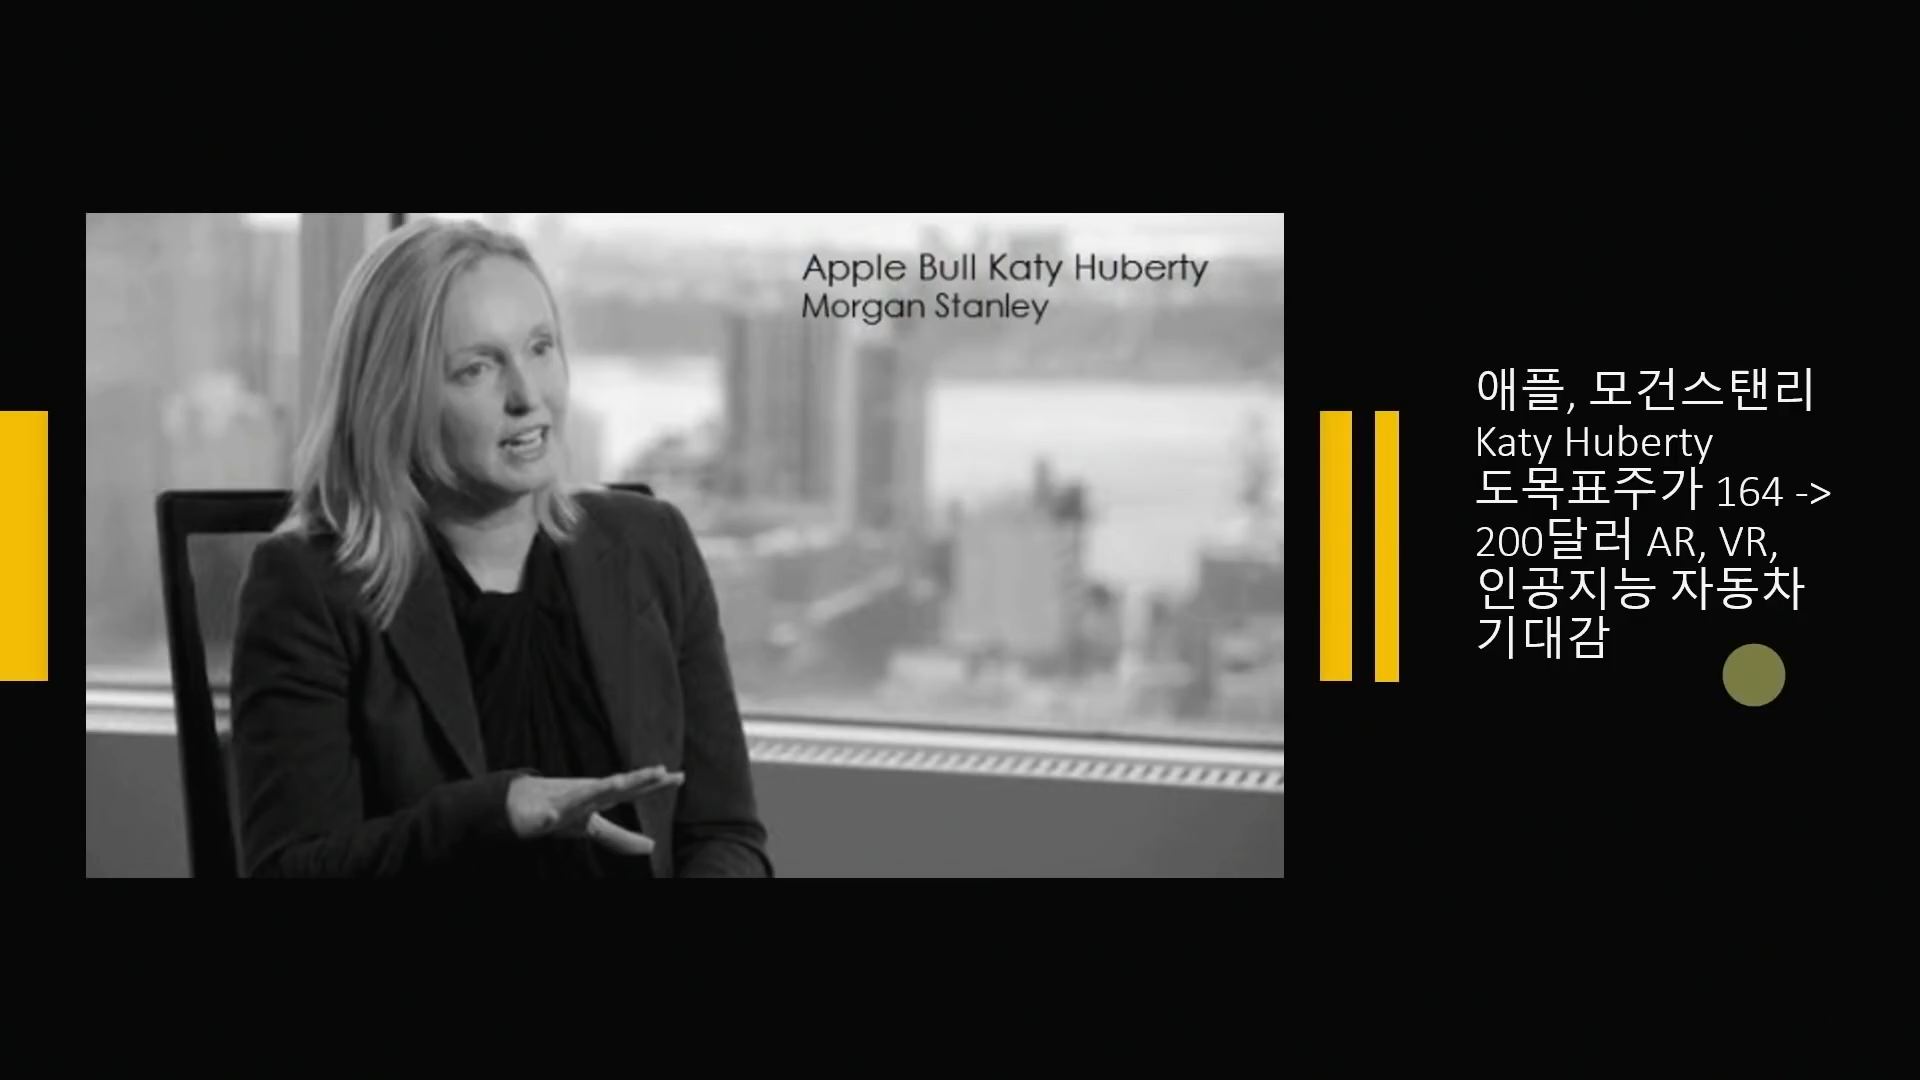 Apple Bull Katy Huberty
Morgan Stanley
애플, 모건스탠리
Katy Huberty
도목표주가 164 ->
200달러 AR, VR,
인공지능 자동차
기대감